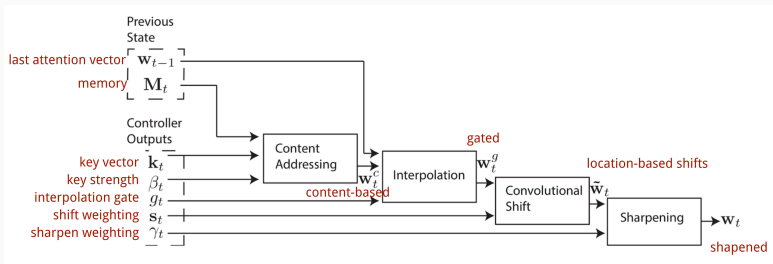 Previous
State
last attention vector w_{t−1}
memory M_t
Controller
Outputs
key vector k_t
key strength β_t
interpolation gate g_t
shift weighting s_t
sharpen weighting γ_t
Content
Addressing
w_t^c
content-based
Interpolation
gated
w_t^g
Convolutional
Shift
location-based shifts
w̃_t
Sharpening
w_t
shapened